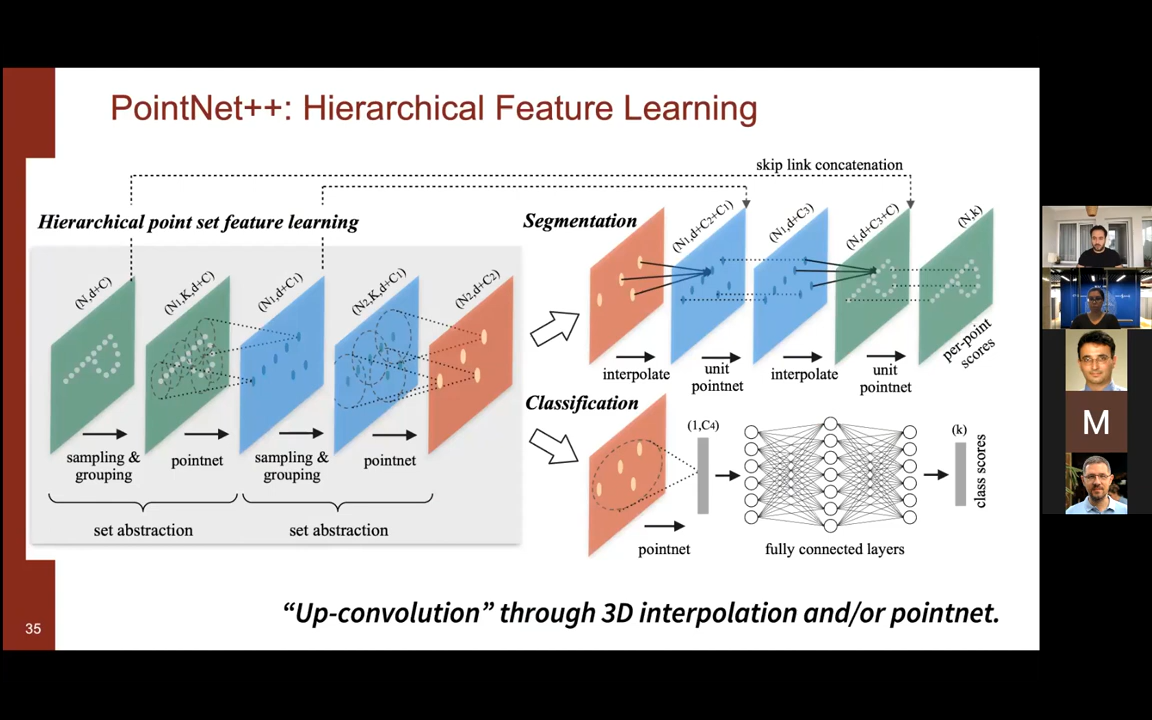 PointNet++: Hierarchical Feature Learning
skip link concatenation
Hierarchical point set feature learning
(N,d+C)
(N1,K,d+C)
(N1,d+C1)
(N2,K,d+C1)
(N2,d+C2)
sampling &
grouping
pointnet
sampling &
grouping
pointnet
set abstraction
set abstraction
Segmentation
(N1,d+C2+C1)
(N1,d+C3)
(N,d+C3+C)
(N,k)
interpolate
unit
pointnet
interpolate
unit
pointnet
per-point
scores
Classification
(1,C4)
(k)
class scores
pointnet
fully connected layers
“Up-convolution” through 3D interpolation and/or pointnet.
35
M